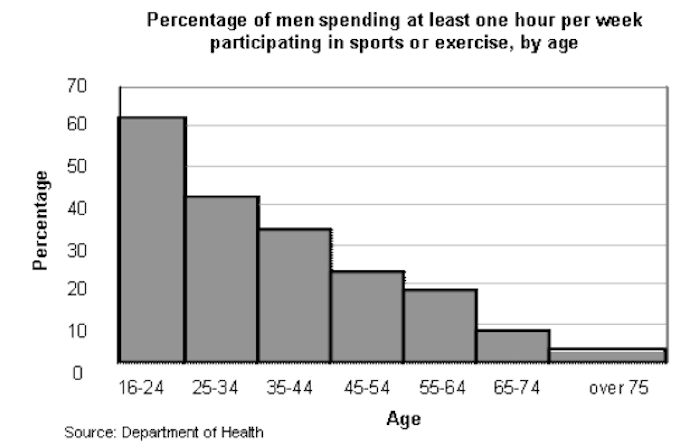 Percentage of men spending at least one hour per week
participating in sports or exercise, by age
70
60
50
40
30
20
10
0
Percentage
16-24 25-34 35-44 45-54 55-64 65-74 over 75
Age
Source: Department of Health